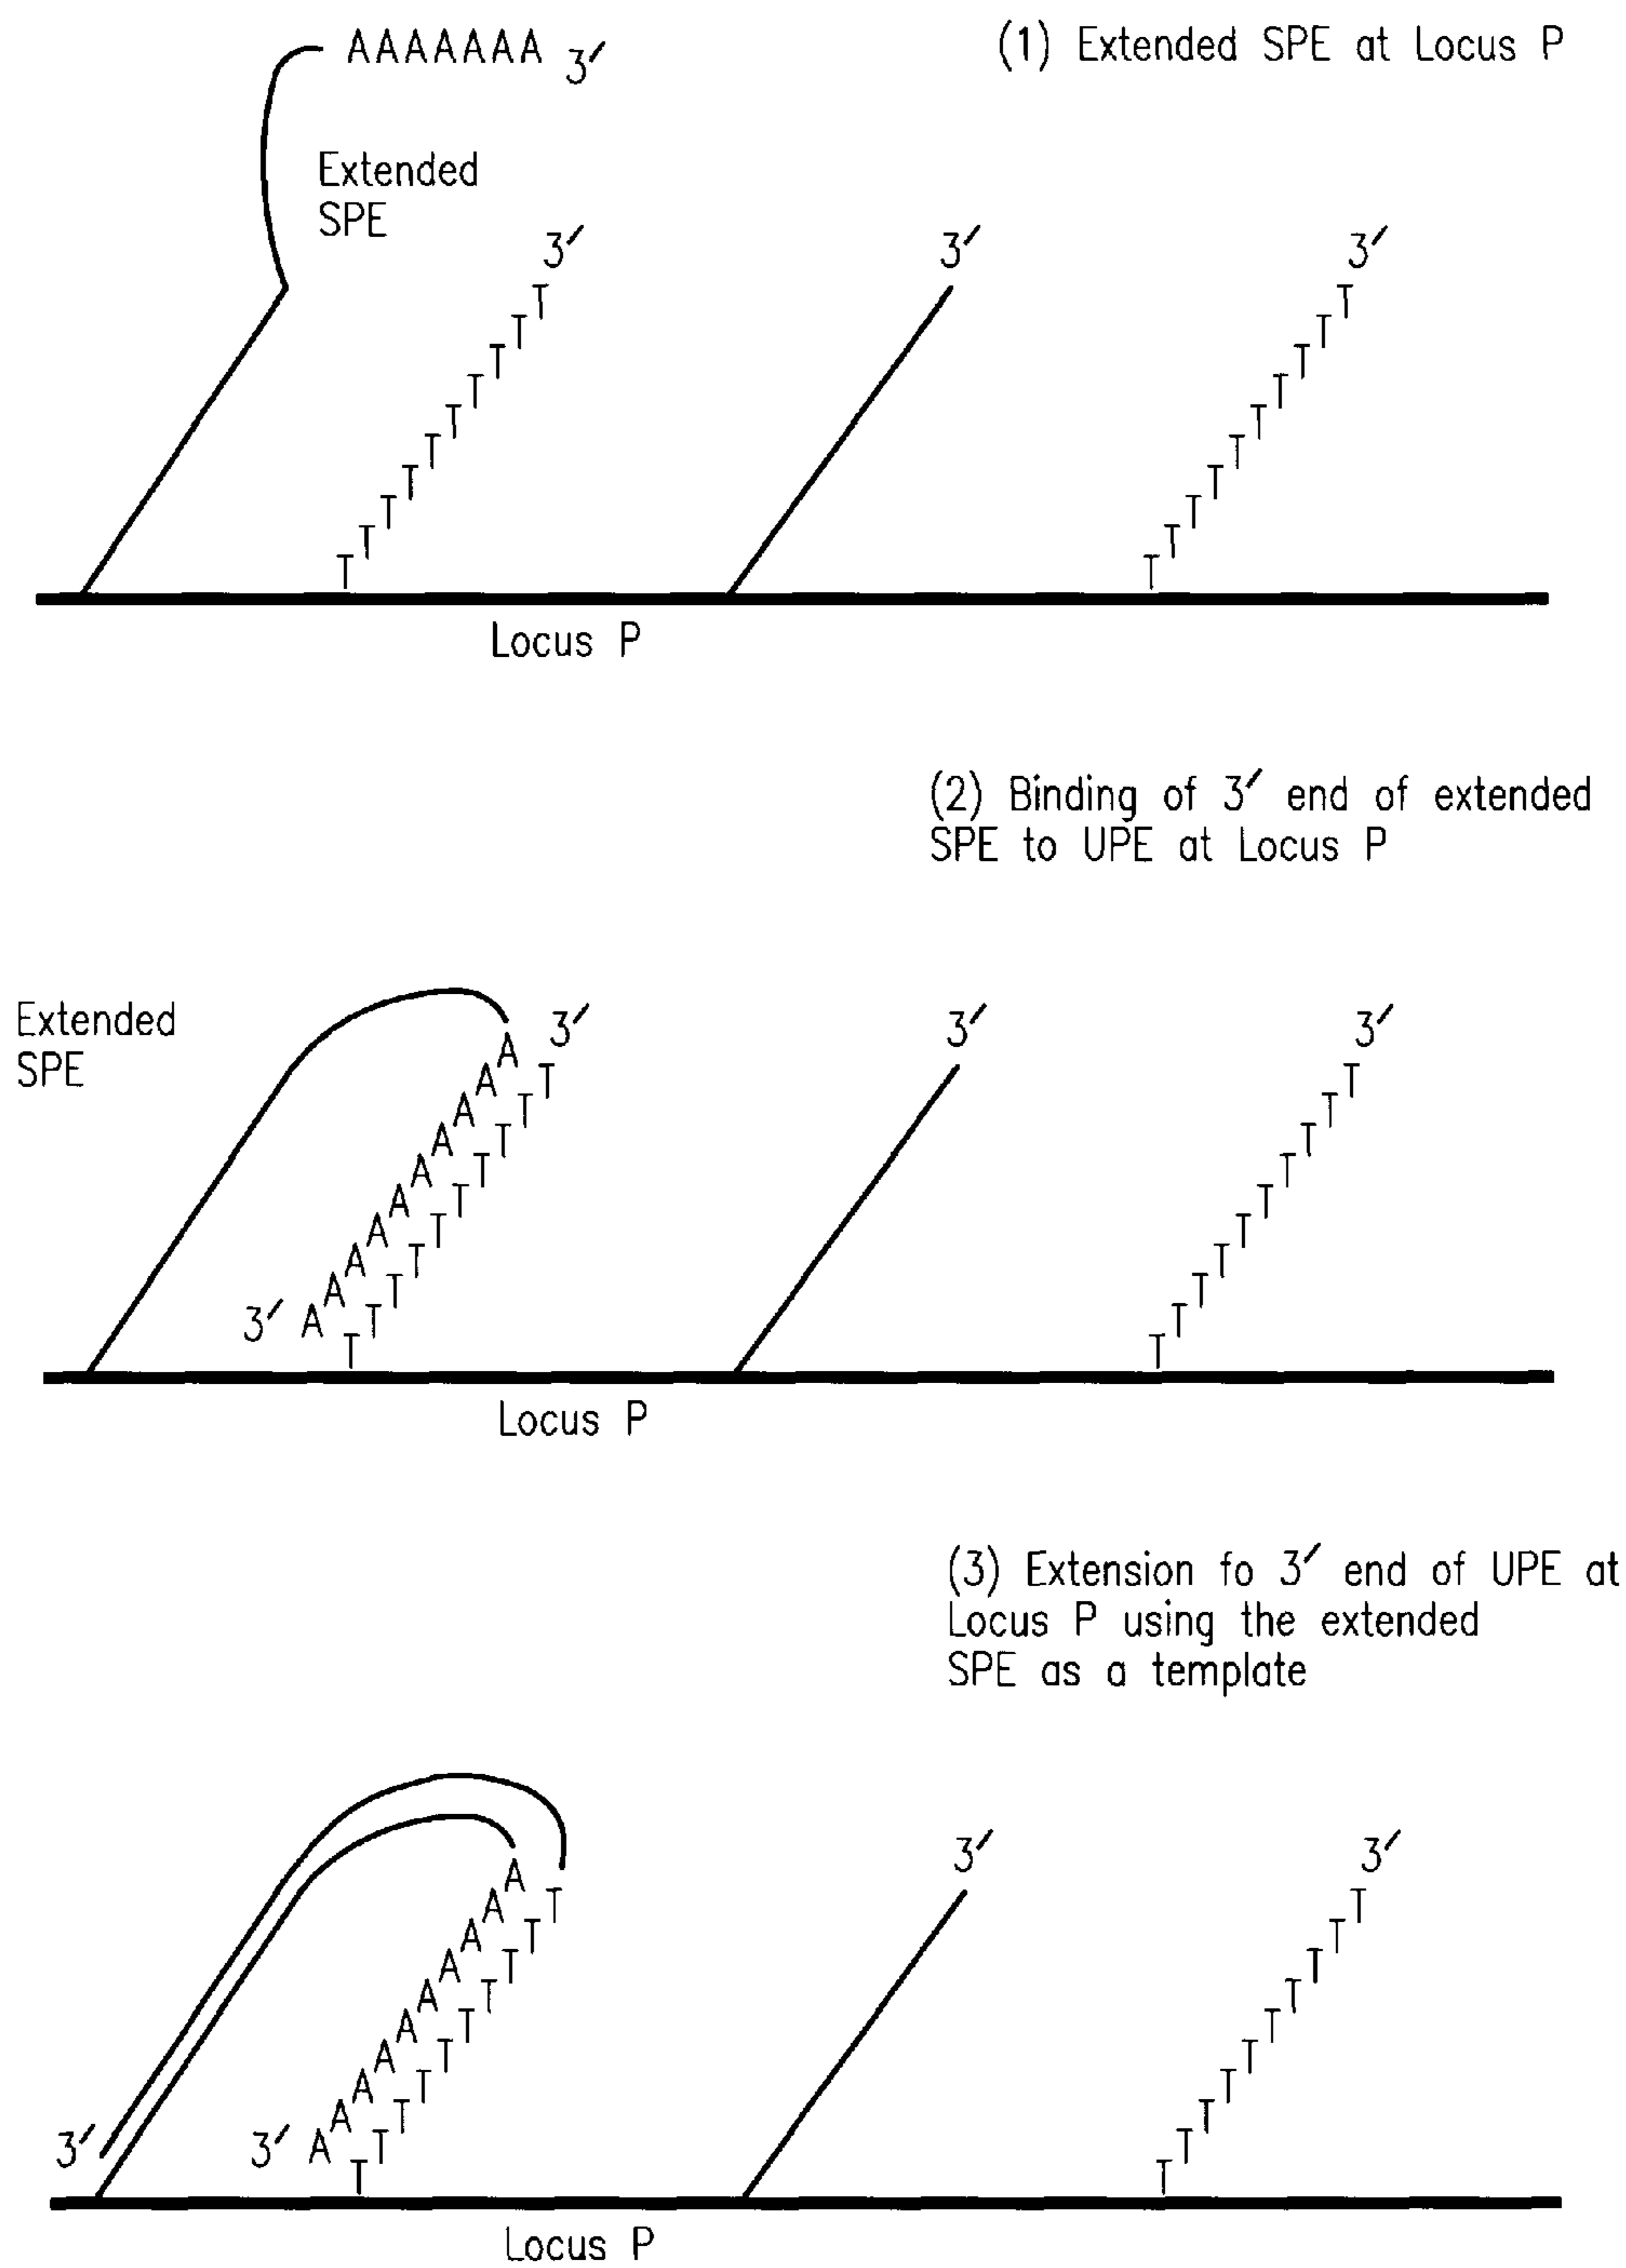 AAAAAAA 3′
(1) Extended SPE at Locus P
Extended
SPE
3′
TTTTTTTTTT
3′
3′
TTTTTTTTTT
Locus P
(2) Binding of 3′ end of extended
SPE to UPE at Locus P
Extended
SPE
3′ AAAAAAAAAA
TTTTTTTTTT 3′
3′
3′
TTTTTTTTTT
Locus P
(3) Extension fo 3′ end of UPE at
Locus P using the extended
SPE as a template
3′
3′ AAAAAAAAAA
TTTTTTTTTT
3′
3′
TTTTTTTTTT
Locus P